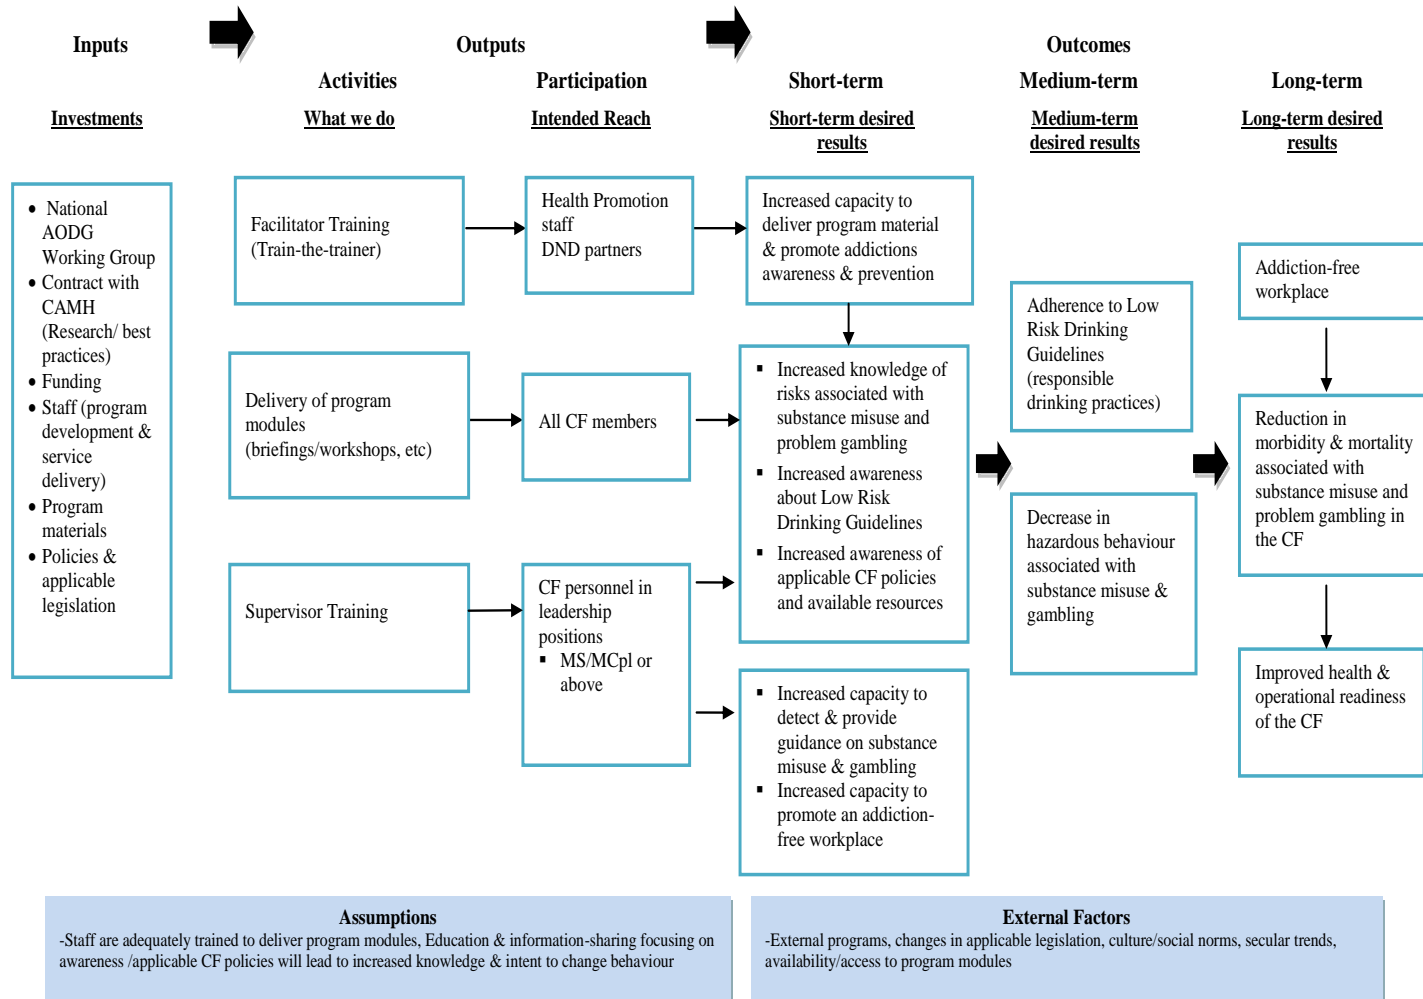 Inputs
Outputs
Outcomes
Activities
Participation
Short-term
Medium-term
Long-term
Investments
What we do
Intended Reach
Short-term desired
results
Medium-term
desired results
Long-term desired
results
• National
AODG
Working Group
• Contract with
CAMH
(Research/ best
practices)
• Funding
• Staff (program
development &
service
delivery)
• Program
materials
• Policies &
applicable
legislation
Facilitator Training
(Train-the-trainer)
Health Promotion
staff
DND partners
Increased capacity to
deliver program material
& promote addictions
awareness & prevention
Delivery of program
modules
(briefings/workshops, etc)
All CF members
▪ Increased knowledge of
risks associated with
substance misuse and
problem gambling
▪ Increased awareness
about Low Risk
Drinking Guidelines
▪ Increased awareness of
applicable CF policies
and available resources
Supervisor Training
CF personnel in
leadership
positions
▪ MS/MCpl or
above
▪ Increased capacity to
detect & provide
guidance on substance
misuse & gambling
▪ Increased capacity to
promote an addiction-
free workplace
Adherence to Low
Risk Drinking
Guidelines
(responsible
drinking practices)
Decrease in
hazardous behaviour
associated with
substance misuse &
gambling
Addiction-free
workplace
Reduction in
morbidity & mortality
associated with
substance misuse and
problem gambling in
the CF
Improved health &
operational readiness
of the CF
Assumptions
-Staff are adequately trained to deliver program modules, Education & information-sharing focusing on
awareness /applicable CF policies will lead to increased knowledge & intent to change behaviour
External Factors
-External programs, changes in applicable legislation, culture/social norms, secular trends,
availability/access to program modules